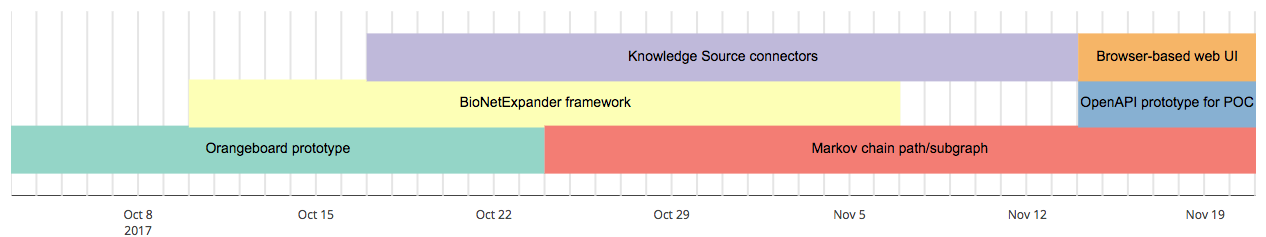 Knowledge Source connectors
Browser-based web UI
BioNetExpander framework
OpenAPI prototype for POC
Orangeboard prototype
Markov chain path/subgraph
Oct 8
2017
Oct 15
Oct 22
Oct 29
Nov 5
Nov 12
Nov 19